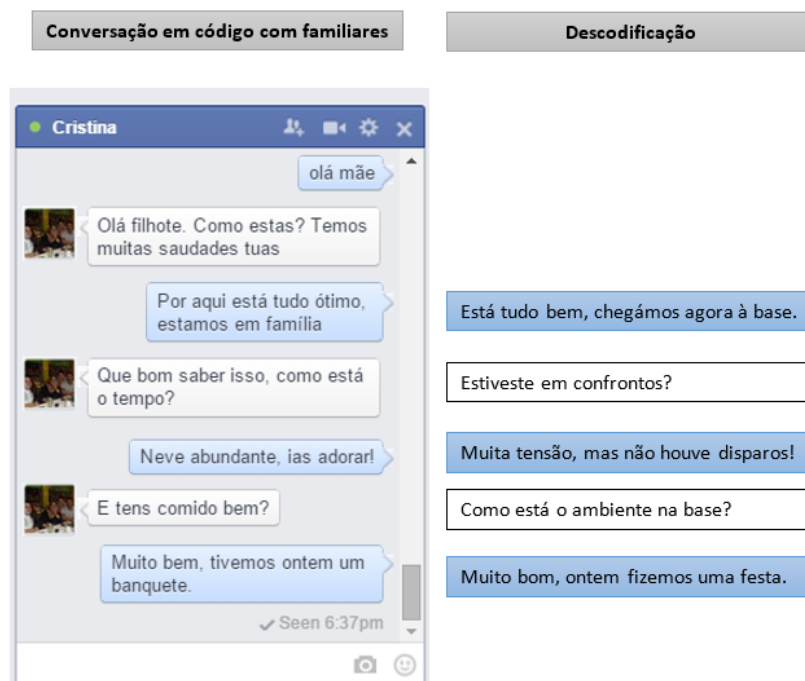 Conversação em código com familiares
Descodificação
Cristina
olá mãe
Olá filhote. Como estas? Temos
muitas saudades tuas
Por aqui está tudo ótimo,
estamos em família
Está tudo bem, chegámos agora à base.
Que bom saber isso, como está
o tempo?
Estiveste em confrontos?
Neve abundante, ias adorar!
Muita tensão, mas não houve disparos!
E tens comido bem?
Como está o ambiente na base?
Muito bem, tivemos ontem um
banquete.
Muito bom, ontem fizemos uma festa.
Seen 6:37pm